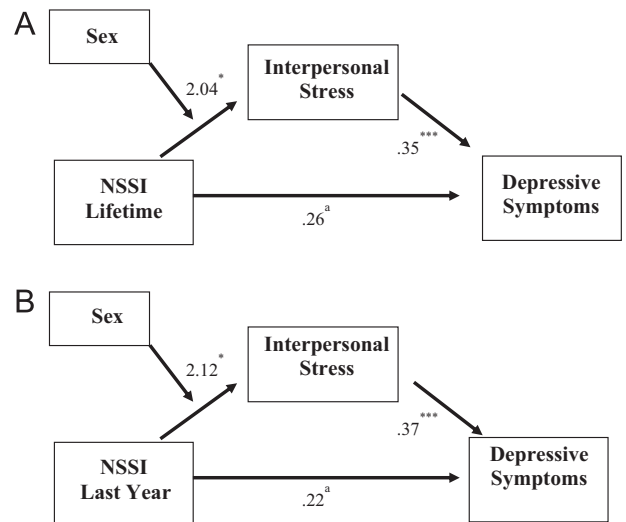 A
Sex
Interpersonal
Stress
2.04*
.35***
NSSI
Lifetime
Depressive
Symptoms
.26a
B
Sex
Interpersonal
Stress
2.12*
.37***
NSSI
Last Year
Depressive
Symptoms
.22a